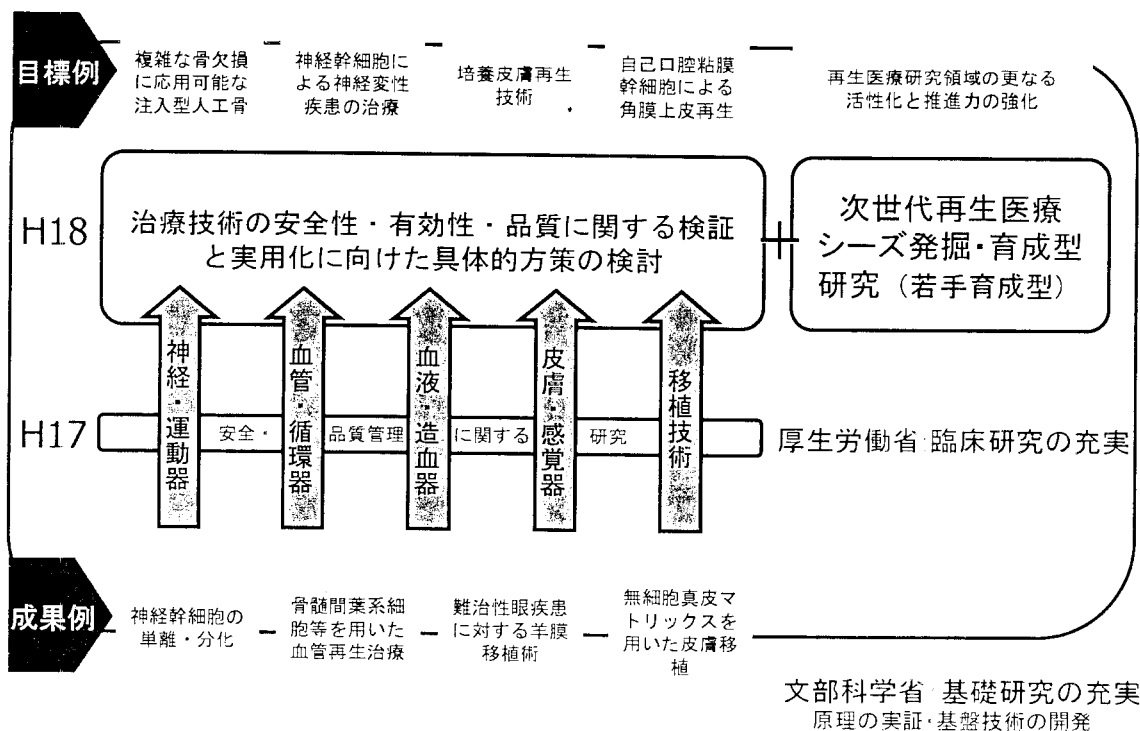 目標例
複雑な骨欠損
に応用可能な
注入型人工骨
神経幹細胞に
よる神経変性
疾患の治療
培養皮膚再生
技術
自己口腔粘膜
幹細胞による
角膜上皮再生
再生医療研究領域の更なる
活性化と推進力の強化
H18
治療技術の安全性・有効性・品質に関する検証
と実用化に向けた具体的方策の検討
+
次世代再生医療
シーズ発掘・育成型
研究（若手育成型）
神経・運動器
血管・循環器
血液・造血器
皮膚・感覚器
移植技術
H17
安全・品質管理に関する研究
厚生労働省 臨床研究の充実
成果例
神経幹細胞の
単離・分化
骨髄間葉系細
胞等を用いた
血管再生治療
難治性眼疾患
に対する羊膜
移植術
無細胞真皮マ
トリックスを
用いた皮膚移
植
文部科学省 基礎研究の充実
原理の実証・基盤技術の開発